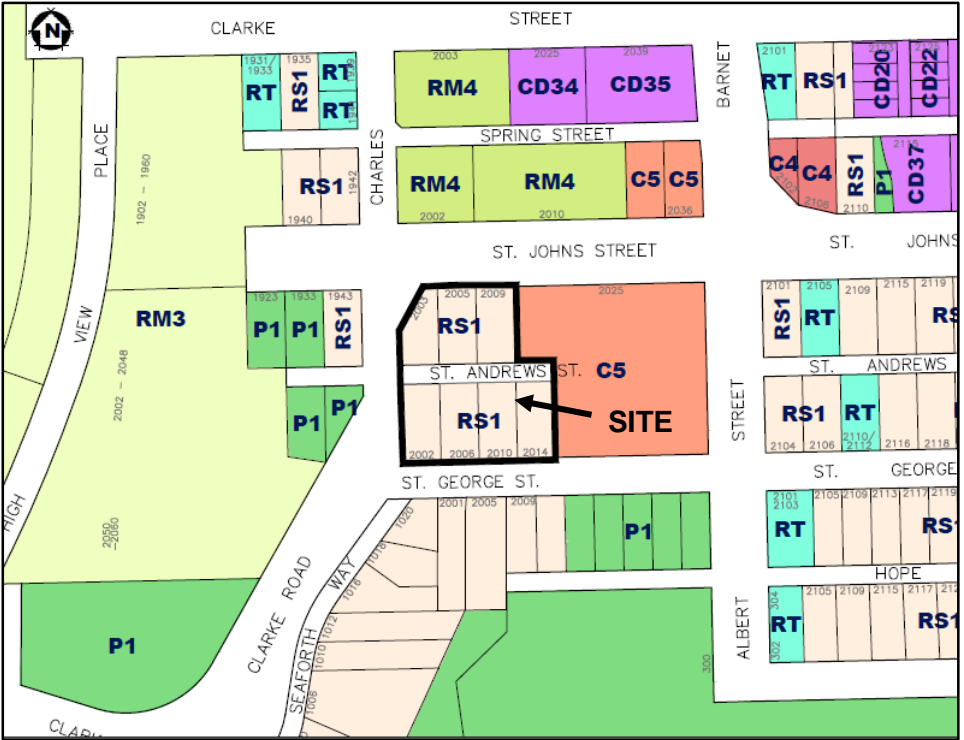 N
CLARKE
STREET
1931/
1933
RT
1935
RS1
RT
RT
2003
RM4
2025
CD34
2039
CD35
BARNET
2101
RT
RS1
CD20
CD22
SPRING STREET
PLACE
1902 - 1960
CHARLES
RS1
1942
1940
RM4
2002
RM4
2010
C5
C5
2036
C4
C4
2102
2106
RS1
2110
P1
CD37
ST. JOHNS STREET
ST.
JOHNS
VIEW
RM3
2002 - 2048
1923
P1
1933
P1
1943
RS1
2003
2005
2009
RS1
2025
C5
2101
RS1
2105
RT
2109
2115
2119
RS
ST. ANDREWS ST.
ST.
ANDREWS
P1
P1
RS1
SITE
2002
2006
2010
2014
STREET
RS1
2104
2106
RT
2110/
2112
2116
2118
ST. GEORGE ST.
ST.
GEORGE
HIGH
2050
-2060
1020
1018
1016
2001
2005
2009
P1
2101
2103
RT
2105
2109
2113
2117
2119
RS1
HOPE
P1
CLARKE ROAD
SEAFORTH
WAY
1012
1010
1006
300
ALBERT
304
RT
302
2105
2109
2115
2117
212
RS1
CLARK